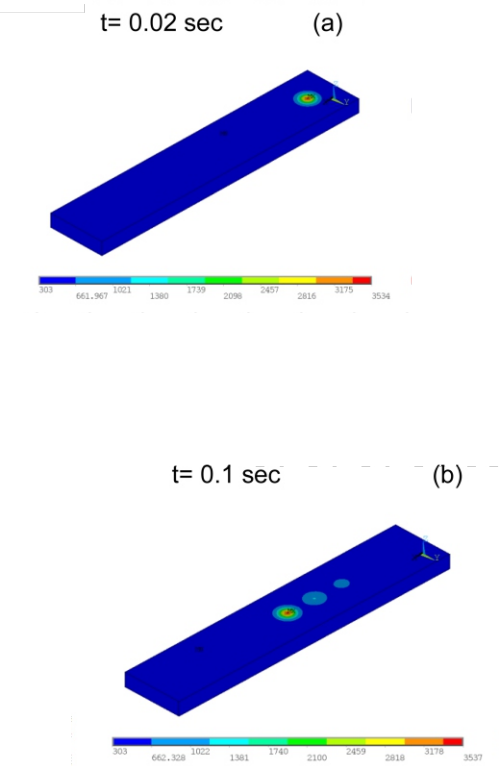 t= 0.02 sec (a)
Z
Y
303 1021 1739 2457 3175
661.967 1380 2098 2816 3534
t= 0.1 sec (b)
Z
Y
303 1022 1740 2459 3178
662.328 1381 2100 2818 3537